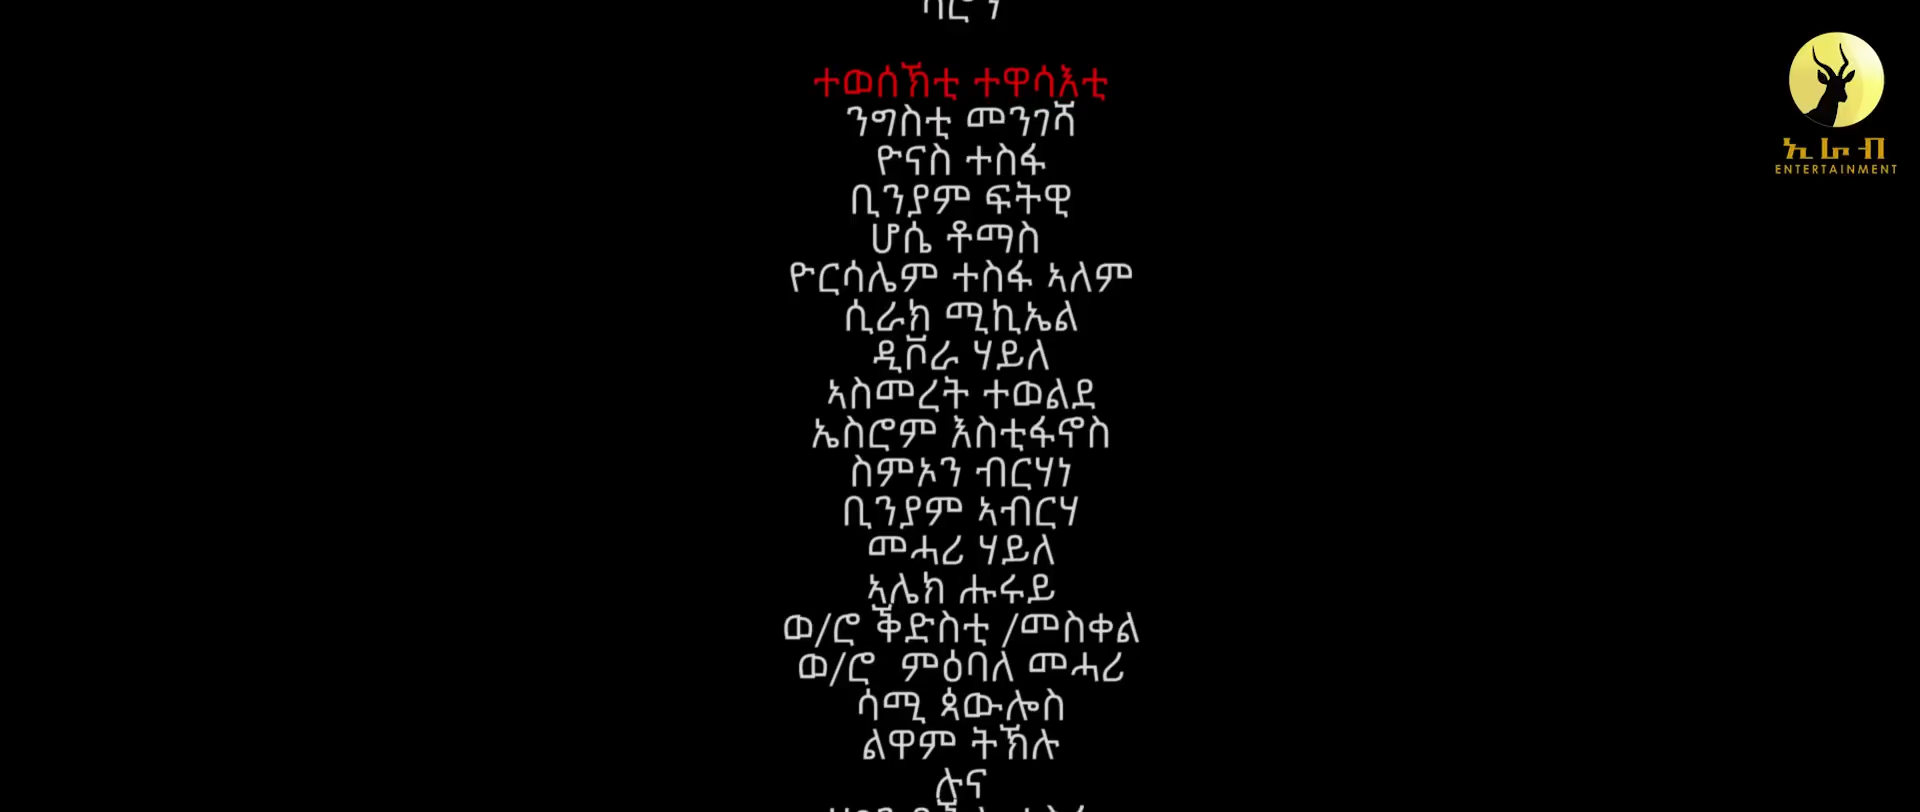 ተወሰኽቲ ተዋሳእቲ
ንግስቲ መንገሻ
ዮናስ ተስፋ
ቢንያም ፍትዊ
ሆሴ ቶማስ
ዮርሳሌም ተስፋ ኣለም
ሲራክ ሚኪኤል
ዲቦራ ሃይለ
ኣስመረት ተወልደ
ኤስሮም እስቲፋኖስ
ስምኦን ብርሃነ
ቢንያም ኣብርሃ
መሓሪ ሃይለ
ኣሌክ ሑሩይ
ወ/ሮ ቅድስቲ /መስቀል
ወ/ሮ ምዕባለ መሓሪ
ሳሚ ጳውሎስ
ልዋም ትኽሉ
ሉና
ኢራብ
ENTERTAINMENT